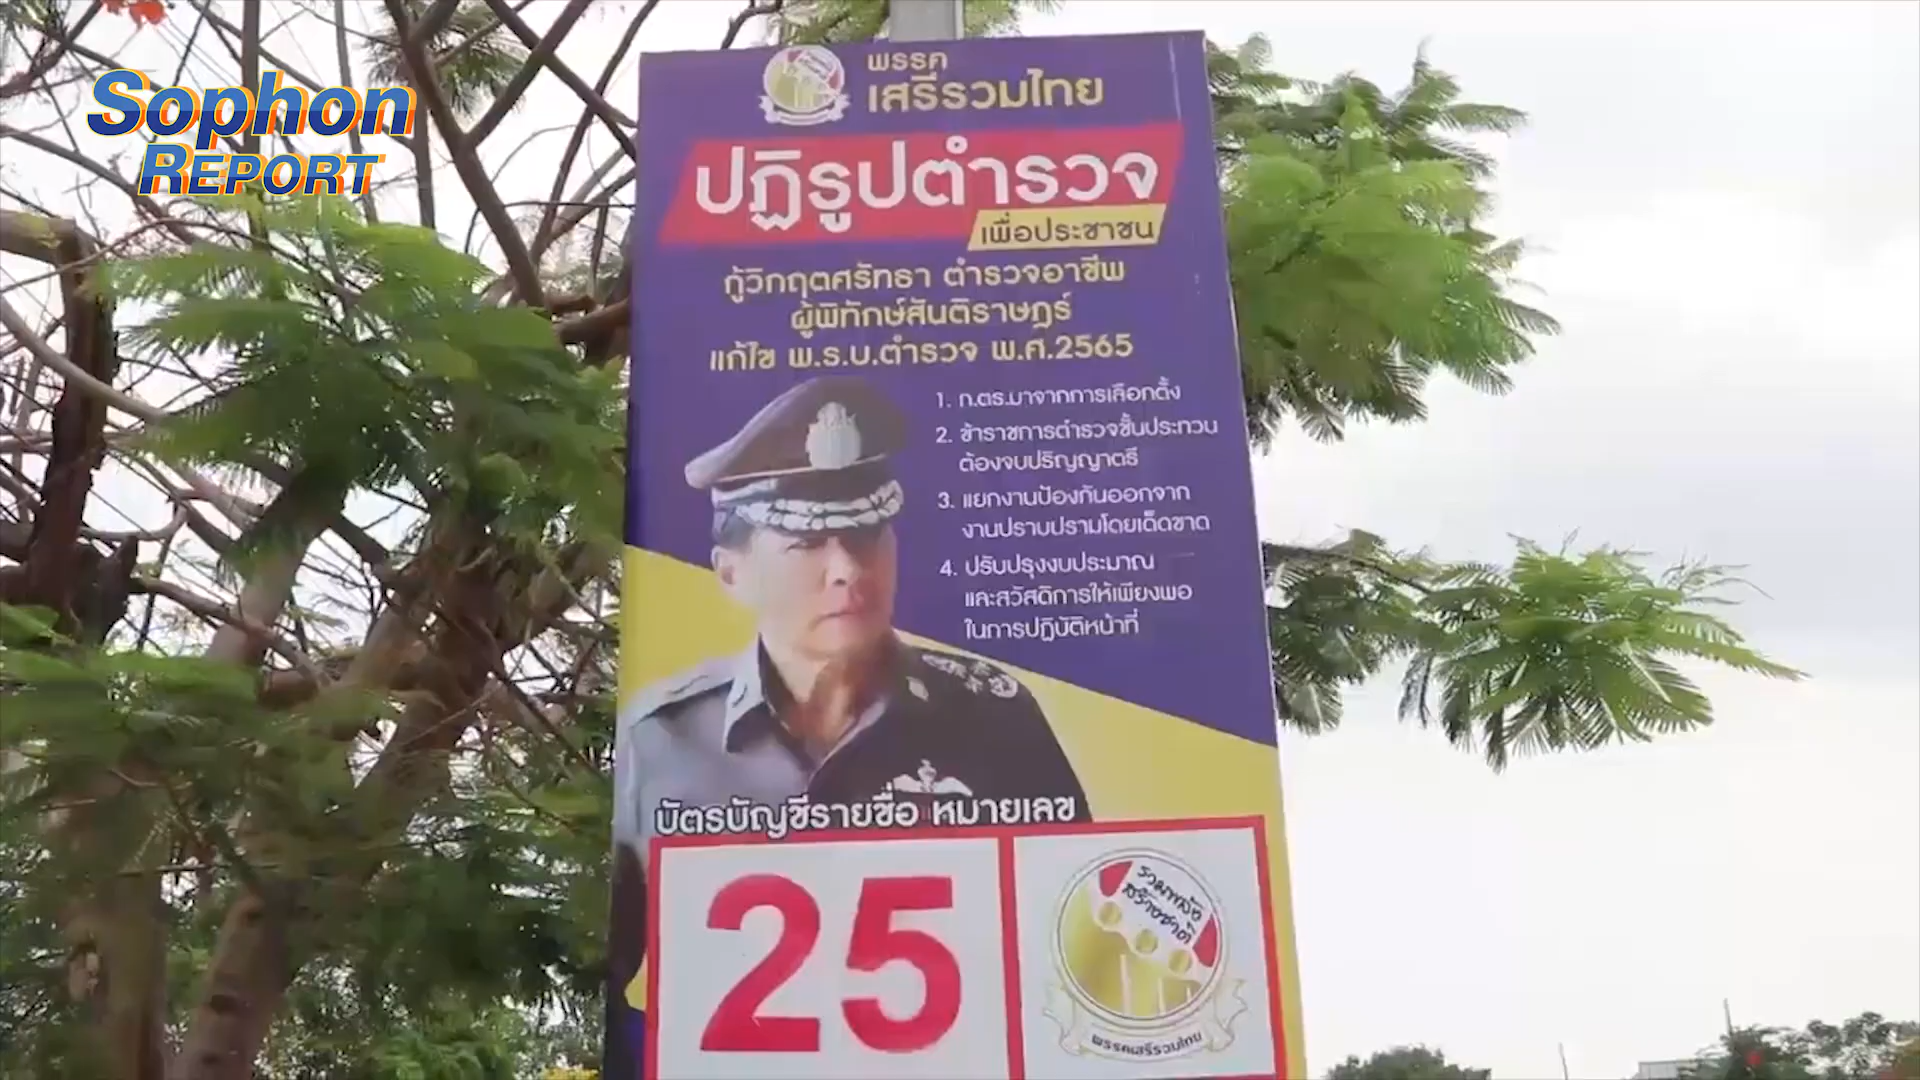 Sophon
REPORT
พรรค
เสรีรวมไทย
ปฏิรูปตำรวจ
เพื่อประชาชน
กู้วิกฤตศรัทธา ตำรวจอาชีพ
ผู้พิทักษ์สันติราษฎร์
แก้ไข พ.ร.บ.ตำรวจ พ.ศ.2565
1. ก.ตร.มาจากการเลือกตั้ง
2. ข้าราชการตำรวจชั้นประทวน
ต้องจบปริญญาตรี
3. แยกงานป้องกันออกจาก
งานปราบปรามโดยเด็ดขาด
4. ปรับปรุงงบประมาณ
และสวัสดิการให้เพียงพอ
ในการปฏิบัติหน้าที่
บัตรบัญชีรายชื่อ หมายเลข
25
รวมพลัง
สร้างชาติ
พรรคเสรีรวมไทย